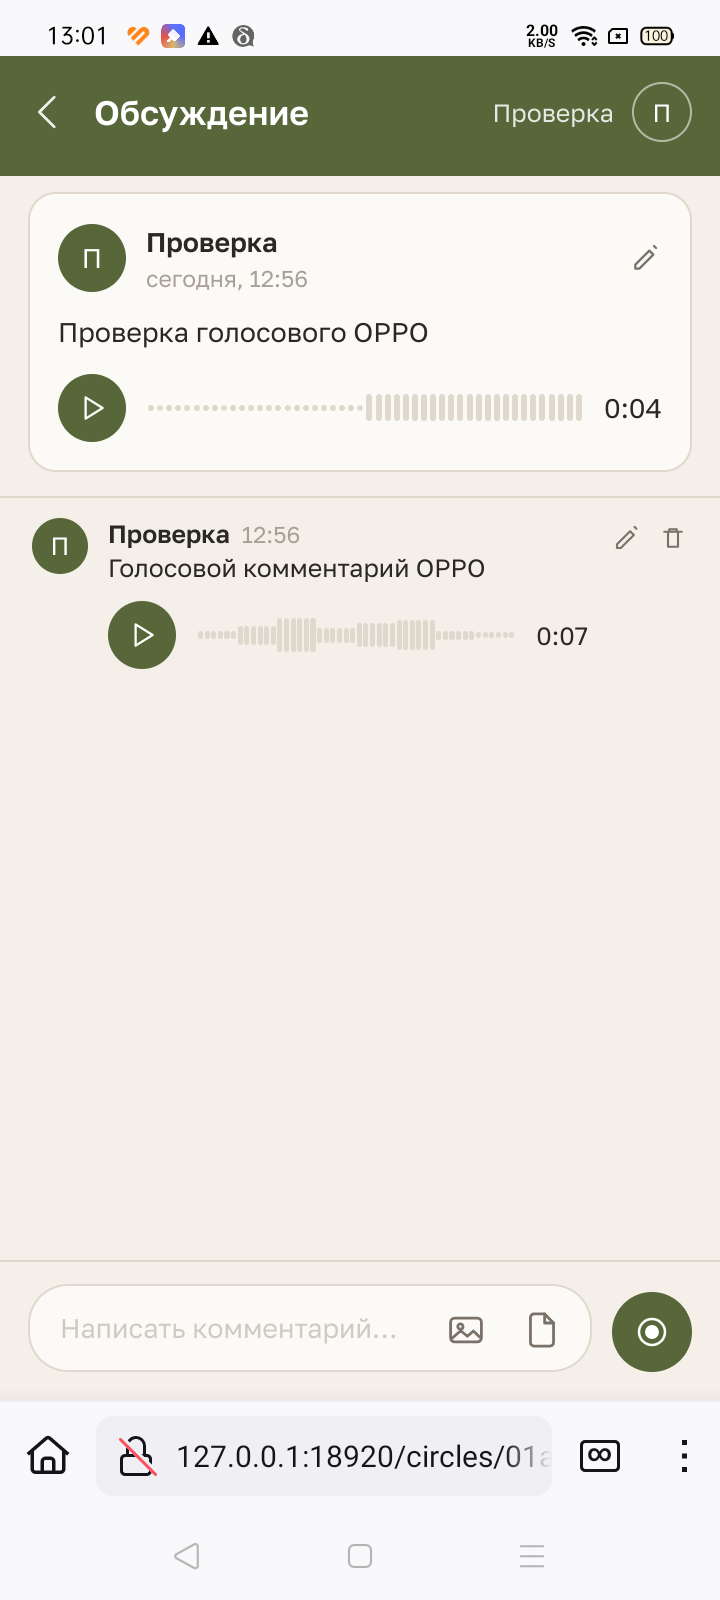 13:01
2.00
KB/S
100
Обсуждение
Проверка
П
П
Проверка
сегодня, 12:56
Проверка голосового OPPO
0:04
П
Проверка 12:56
Голосовой комментарий OPPO
0:07
Написать комментарий...
127.0.0.1:18920/circles/01a